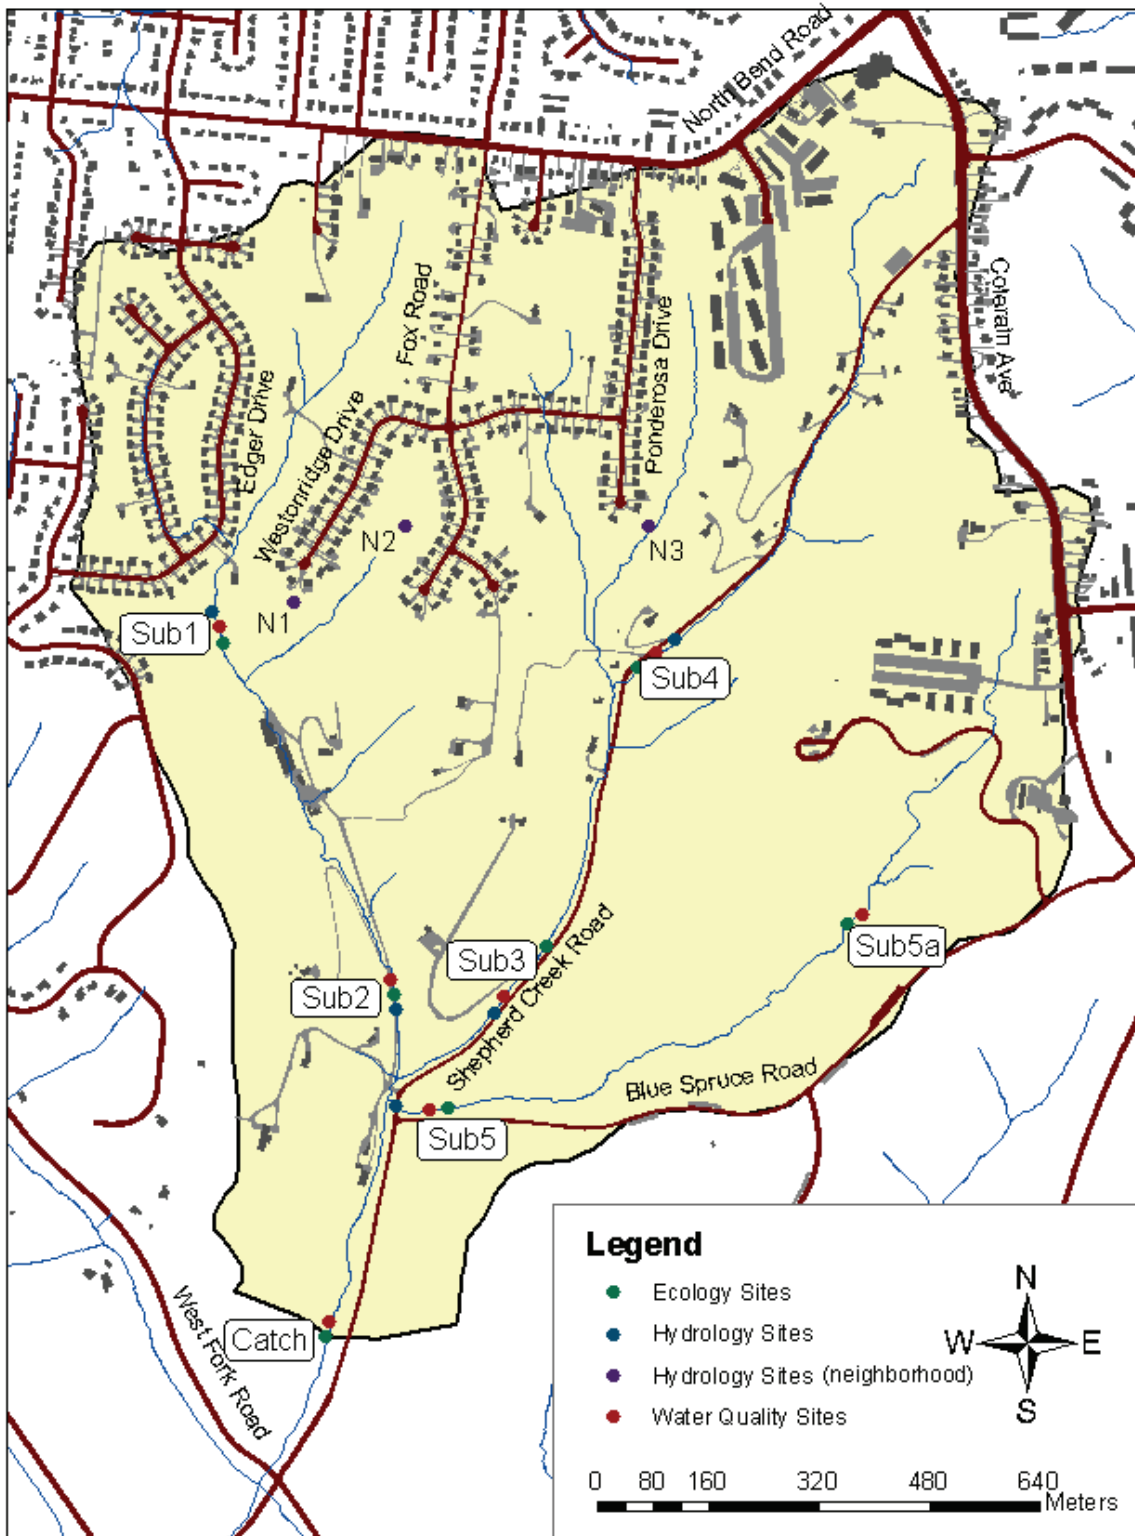 North Bend Road
Colerain Ave
Fox Road
Ponderosa Drive
Edger Drive
Westonridge Drive
N2
N3
N1
Sub1
Sub4
Sub3
Sub5a
Sub2
Shepherd Creek Road
Blue Spruce Road
Sub5
Catch
West Fork Road
Legend
Ecology Sites
Hydrology Sites
Hydrology Sites (neighborhood)
Water Quality Sites
N
W E
S
0 80 160 320 480 640
Meters